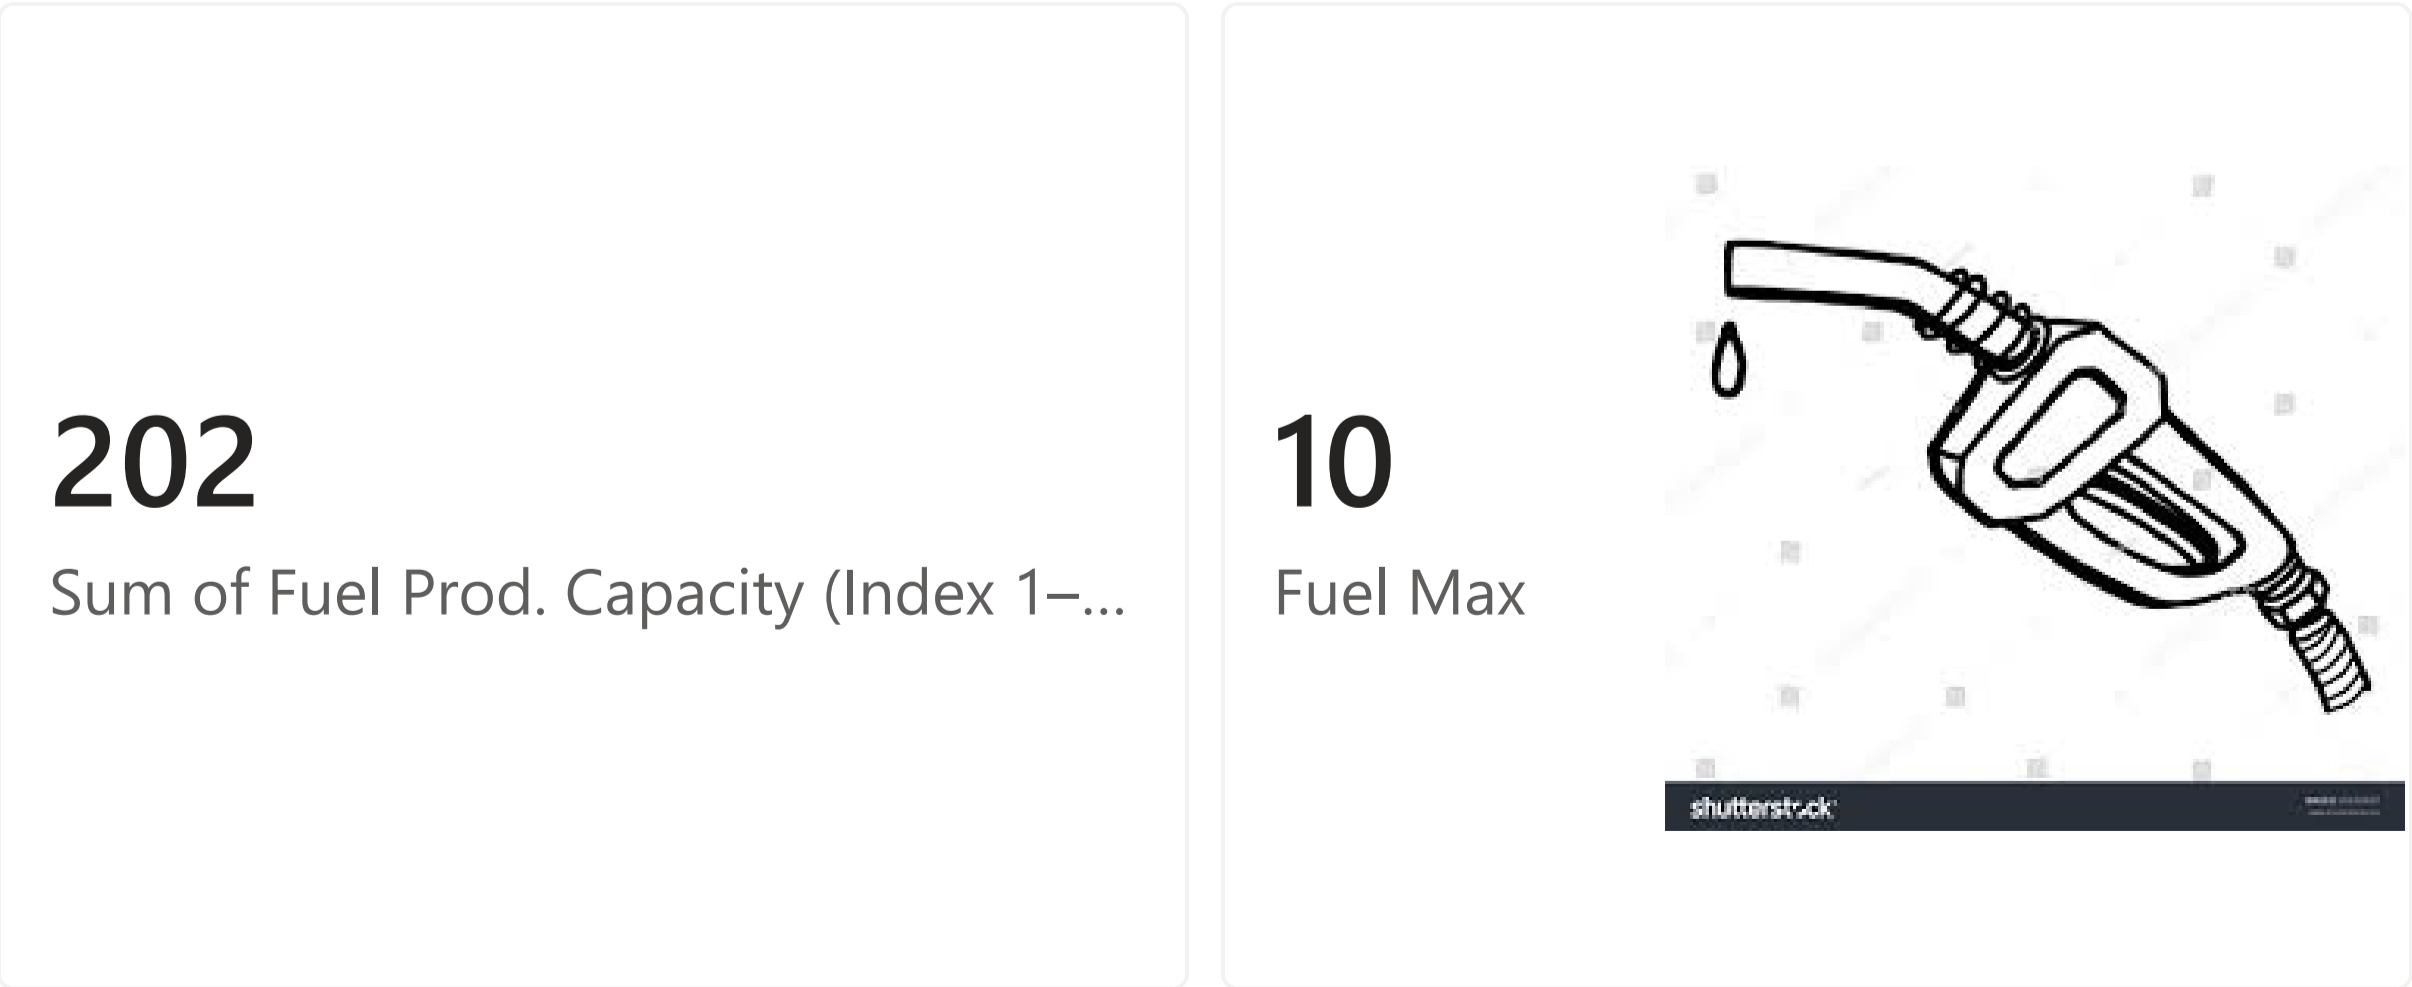 202
Sum of Fuel Prod. Capacity (Index 1–...
10
Fuel Max
shutterstock